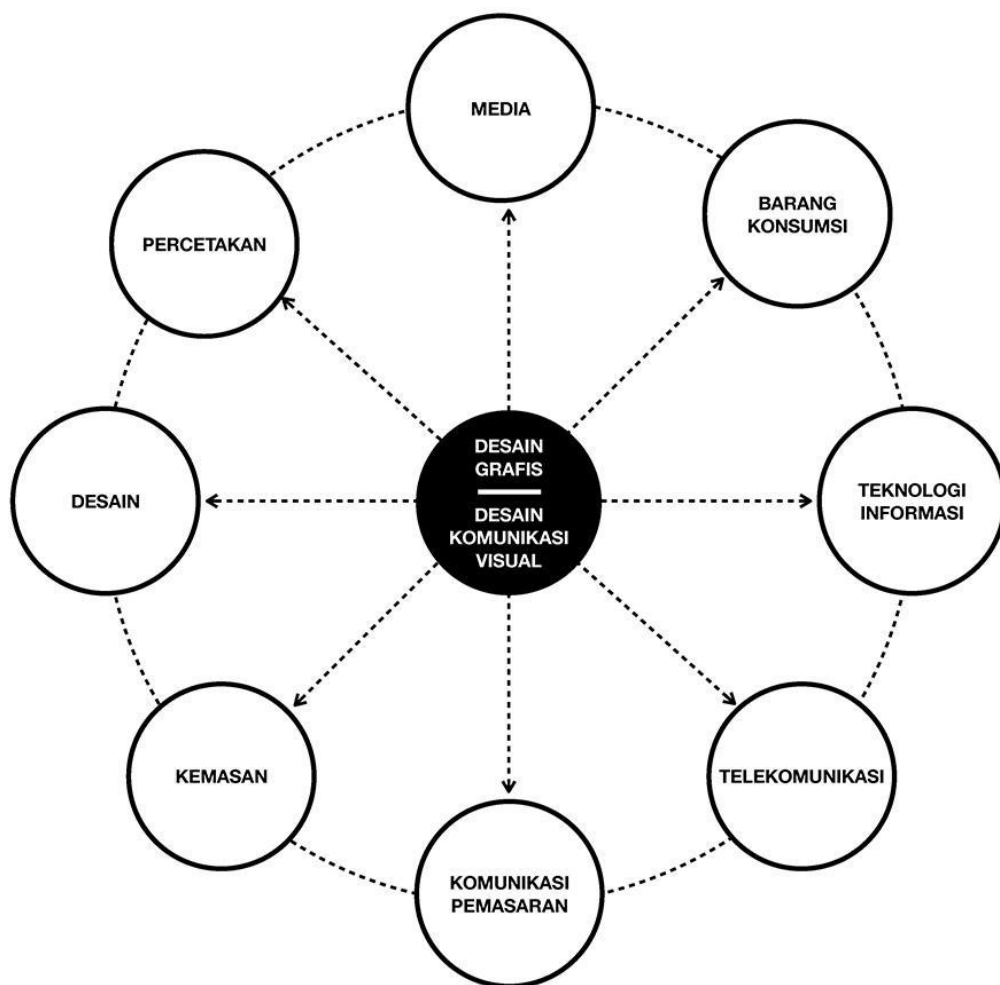 MEDIA
BARANG
KONSUMSI
PERCETAKAN
DESAIN
GRAFIS
DESAIN
KOMUNIKASI
VISUAL
DESAIN
TEKNOLOGI
INFORMASI
KEMASAN
TELEKOMUNIKASI
KOMUNIKASI
PEMASARAN